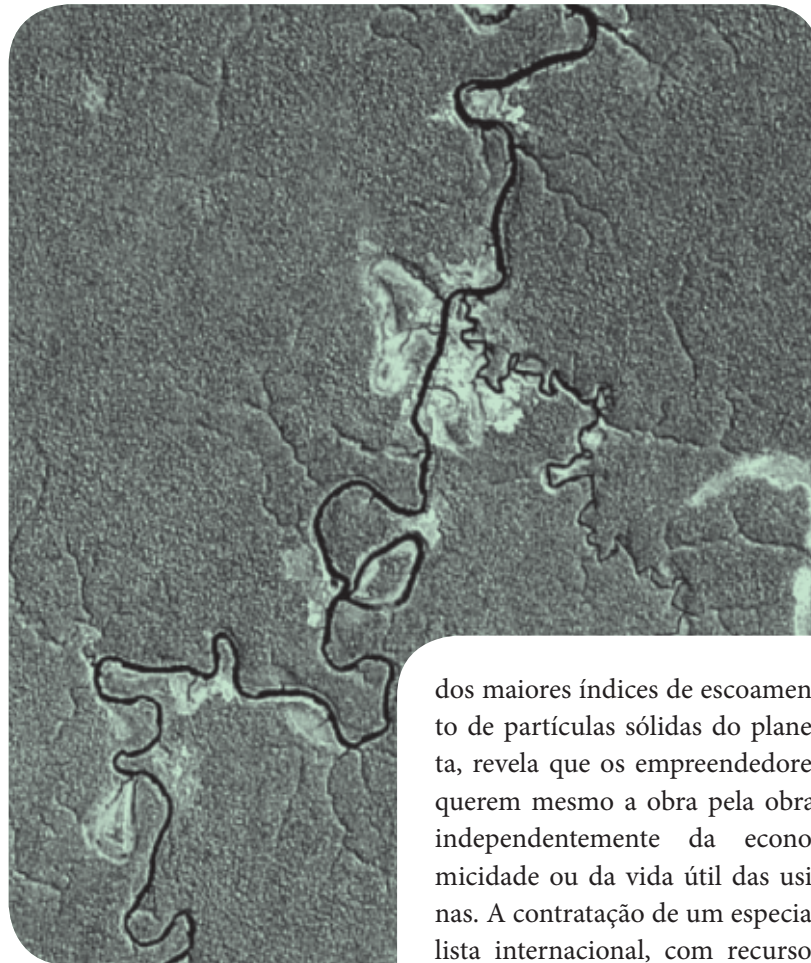 dos maiores índices de escoamen
to de partículas sólidas do plane
ta, revela que os empreendedore
querem mesmo a obra pela obra
independentemente da econo
micidade ou da vida útil das usi
nas. A contratação de um especia
lista internacional, com recurso